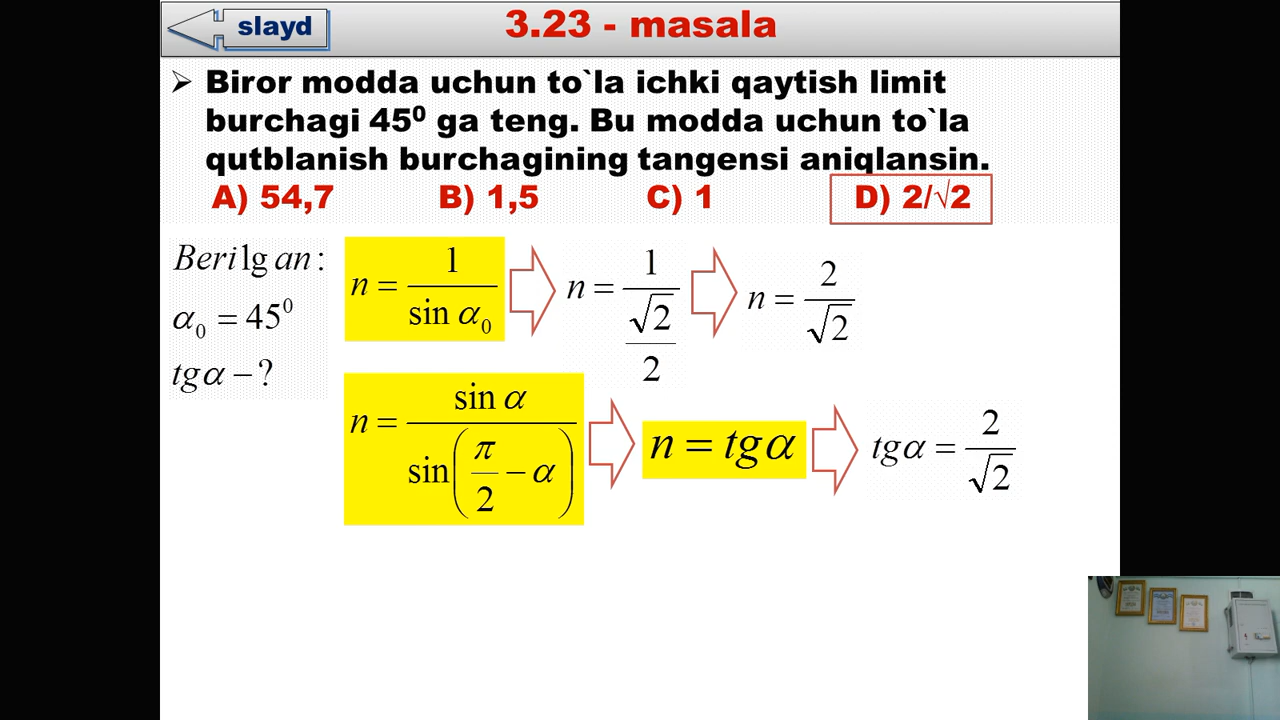 slayd
3.23 - masala
➢ Biror modda uchun to`la ichki qaytish limit
burchagi 45⁰ ga teng. Bu modda uchun to`la
qutblanish burchagining tangensi aniqlansin.
A) 54,7 B) 1,5 C) 1 D) 2/√2
Berilgan:
α₀ = 45⁰
tgα − ?
n = 1/(sin α₀)
n = 1/(√2/2)
n = 2/√2
n = sin α/(sin(π/2 − α))
n = tgα
tgα = 2/√2